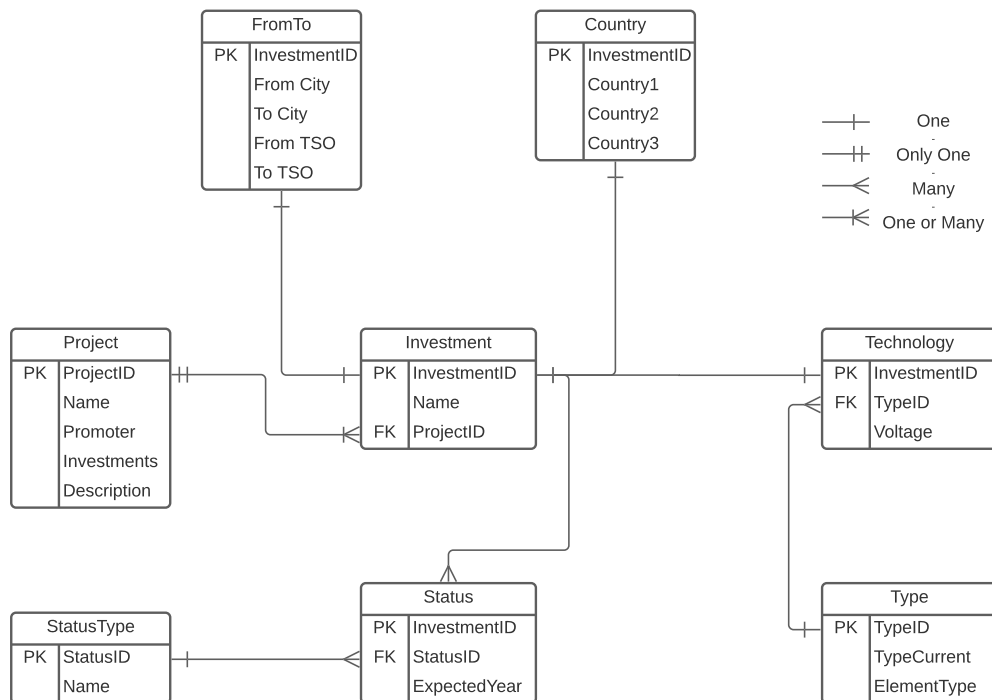 FromTo
PK InvestmentID
From City
To City
From TSO
To TSO
Country
PK InvestmentID
Country1
Country2
Country3
One
Only One
Many
One or Many
Project
PK ProjectID
Name
Promoter
Investments
Description
Investment
PK InvestmentID
Name
FK ProjectID
Technology
PK InvestmentID
FK TypeID
Voltage
StatusType
PK StatusID
Name
Status
PK InvestmentID
FK StatusID
ExpectedYear
Type
PK TypeID
TypeCurrent
ElementType